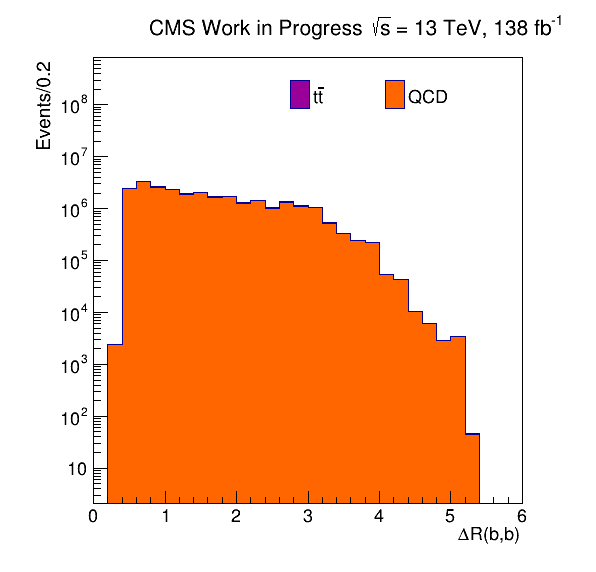 CMS Work in Progress √s = 13 TeV, 138 fb⁻¹
Events/0.2
tt̄
QCD
10⁸
10⁷
10⁶
10⁵
10⁴
10³
10²
10
0 1 2 3 4 5 6
ΔR(b,b)